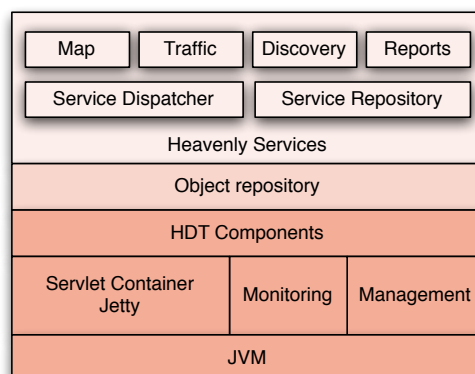 Map
Traffic
Discovery
Reports
Service Dispatcher
Service Repository
Heavenly Services
Object repository
HDT Components
Servlet Container
Jetty
Monitoring
Management
JVM